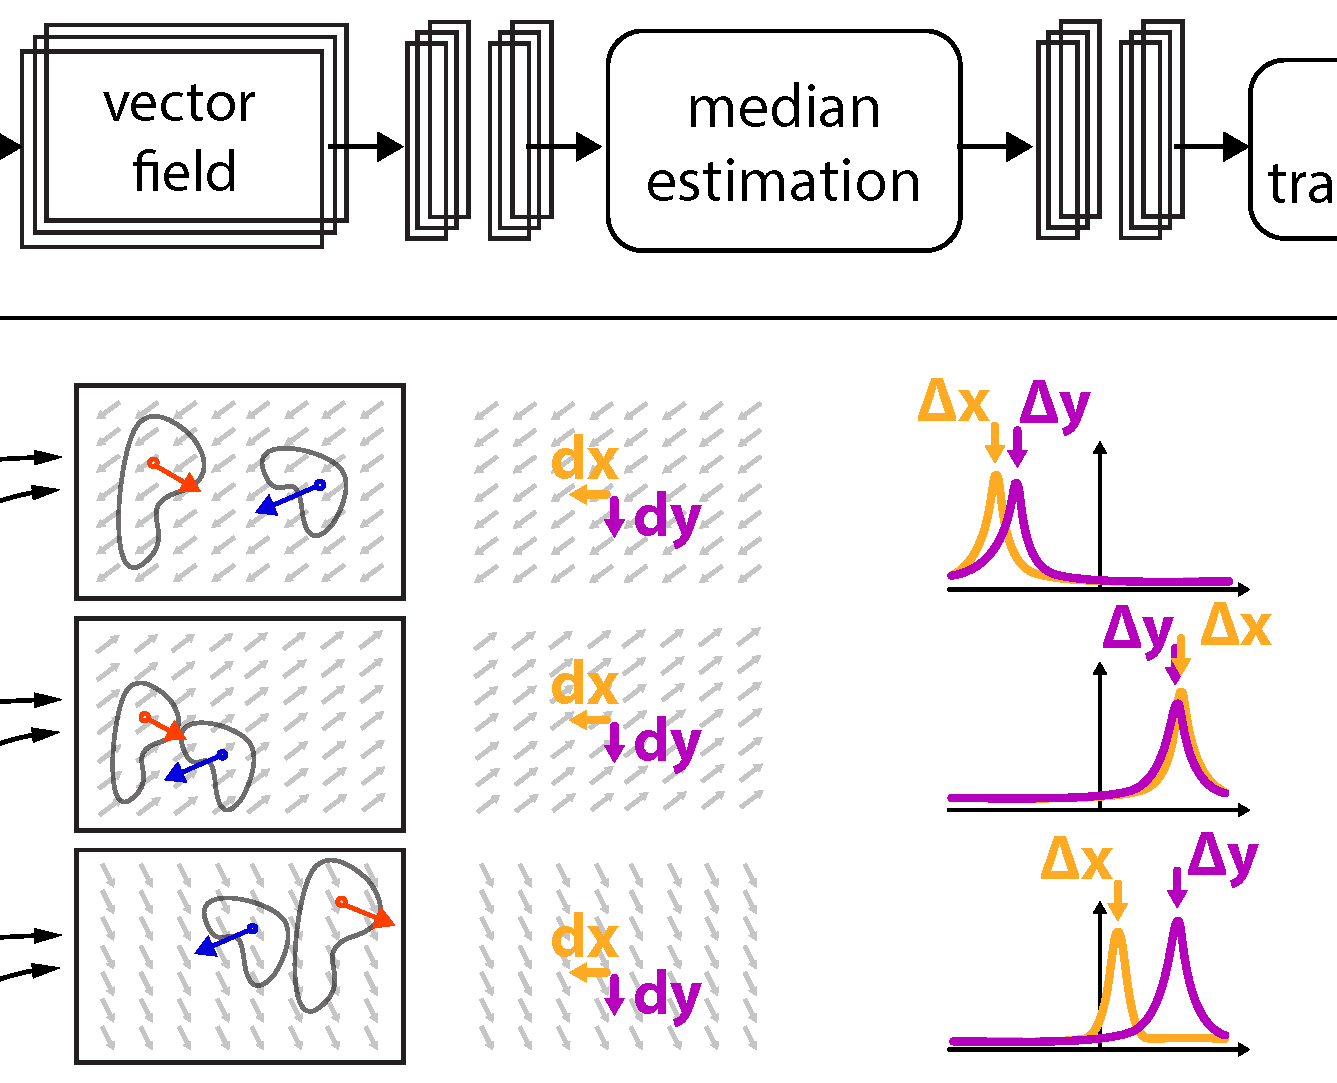 vector
field
median
estimation
tra
dx
dy
Δx
Δy
dx
dy
Δy
Δx
dx
dy
Δx
Δy